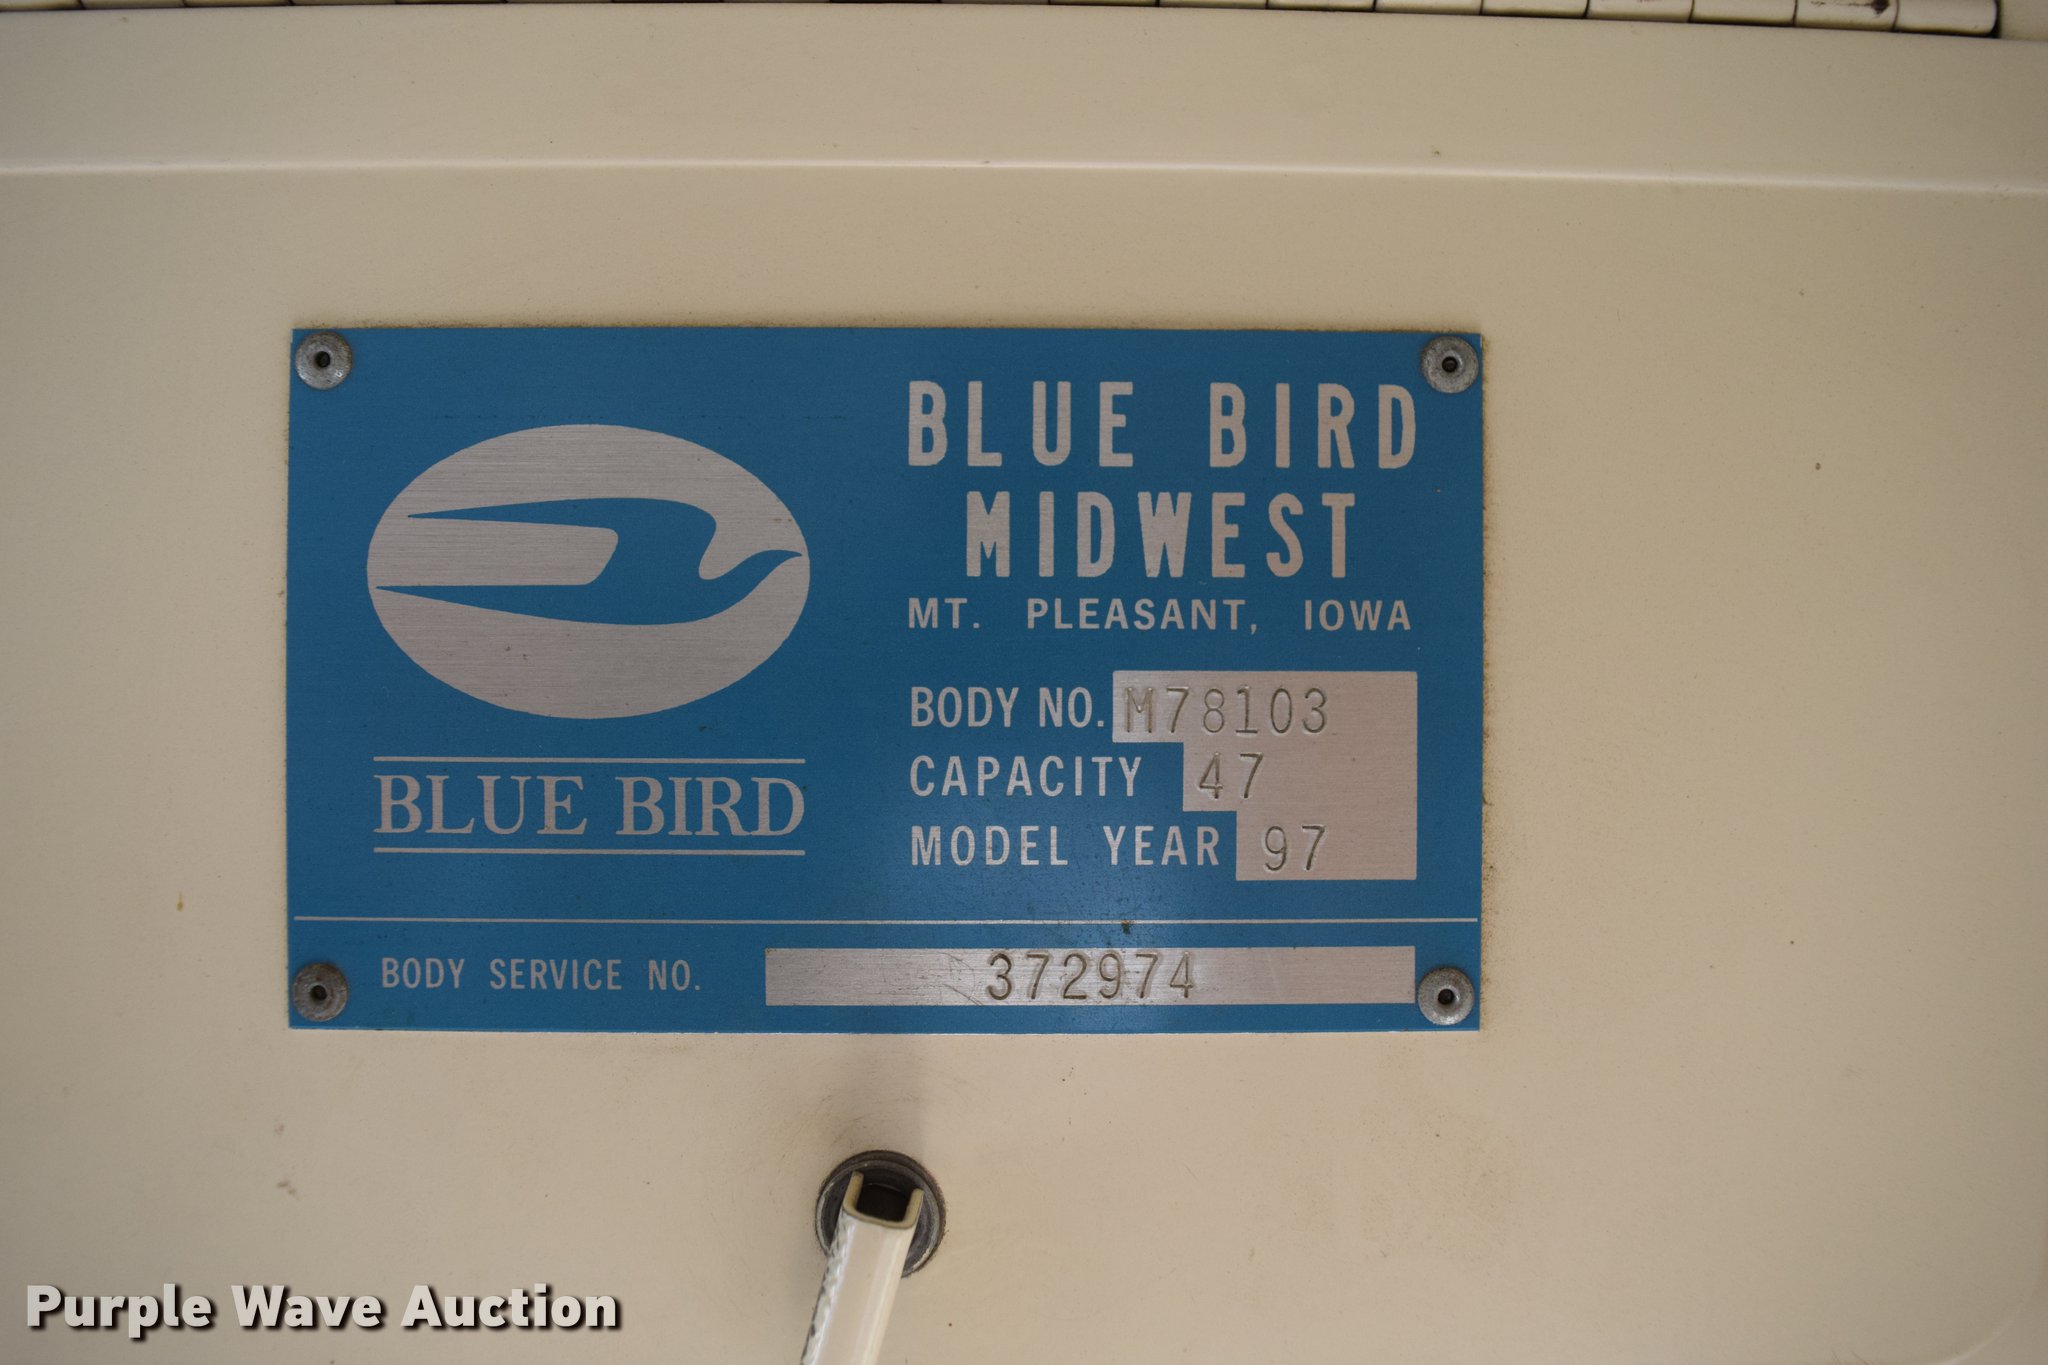 BLUE BIRD
MIDWEST
MT. PLEASANT, IOWA
BODY NO. M78103
CAPACITY 47
MODEL YEAR 97
BLUE BIRD
BODY SERVICE NO. 372974
Purple Wave Auction